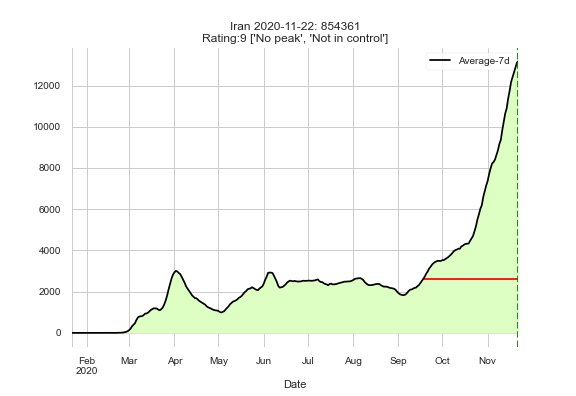 Iran 2020-11-22: 854361
Rating:9 ['No peak', 'Not in control']
Average-7d
12000
10000
8000
6000
4000
2000
0
Feb Mar Apr May Jun Jul Aug Sep Oct Nov
2020
Date